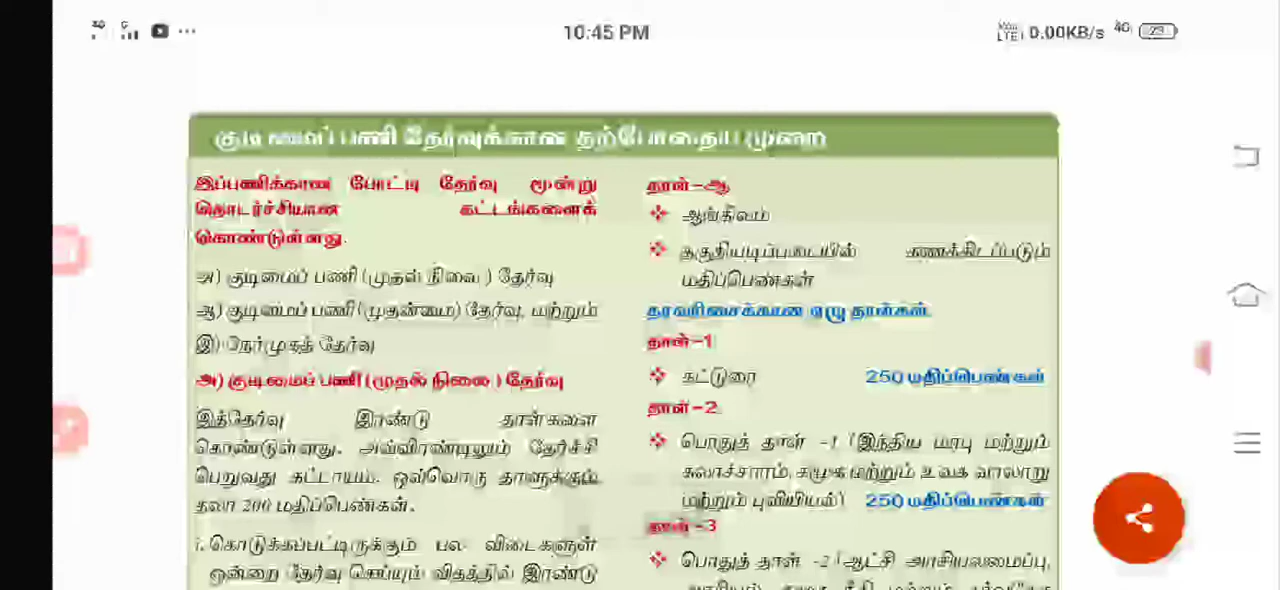 10:45 PM
0.00KB/s 4G
குடிமைப் பணி தேர்வுக்கான தற்போதைய முறை
இப்பணிக்கான போட்டி தேர்வு மூன்று
தொடர்ச்சியான கட்டங்களைக்
கொண்டுள்ளது.
அ) குடிமைப் பணி (முதல் நிலை ) தேர்வு
ஆ) குடிமைப் பணி (முதன்மை) தேர்வு, மற்றும்
இ) நேர்முகத் தேர்வு
அ) குடிமைப் பணி (முதல் நிலை ) தேர்வு
இத்தேர்வு இரண்டு தாள்களை
கொண்டுள்ளது. அவ்விரண்டிலும் தேர்ச்சி
பெறுவது கட்டாயம். ஒவ்வொரு தாளுக்கும்
தலா 200 மதிப்பெண்கள்.
i. கொடுக்கப்பட்டிருக்கும் பல விடைகளுள்
ஒன்றை தேர்வு செய்யும் விதத்தில் இரண்டு
தாள்-ஆ
❖ ஆங்கிலம்
❖ தகுதியடிப்படையில் கணக்கிடப்படும்
மதிப்பெண்கள்
தரவரிசைக்கான ஏழு தாள்கள்
தாள்-1
❖ கட்டுரை 250 மதிப்பெண்கள்
தாள்-2
❖ பொதுத் தாள் -1 (இந்திய மரபு மற்றும்
கலாச்சாரம், சமூக மற்றும் உலக வரலாறு
மற்றும் புவியியல்) 250 மதிப்பெண்கள்
தாள்-3
❖ பொதுத் தாள் -2 (ஆட்சி அரசியலமைப்பு,